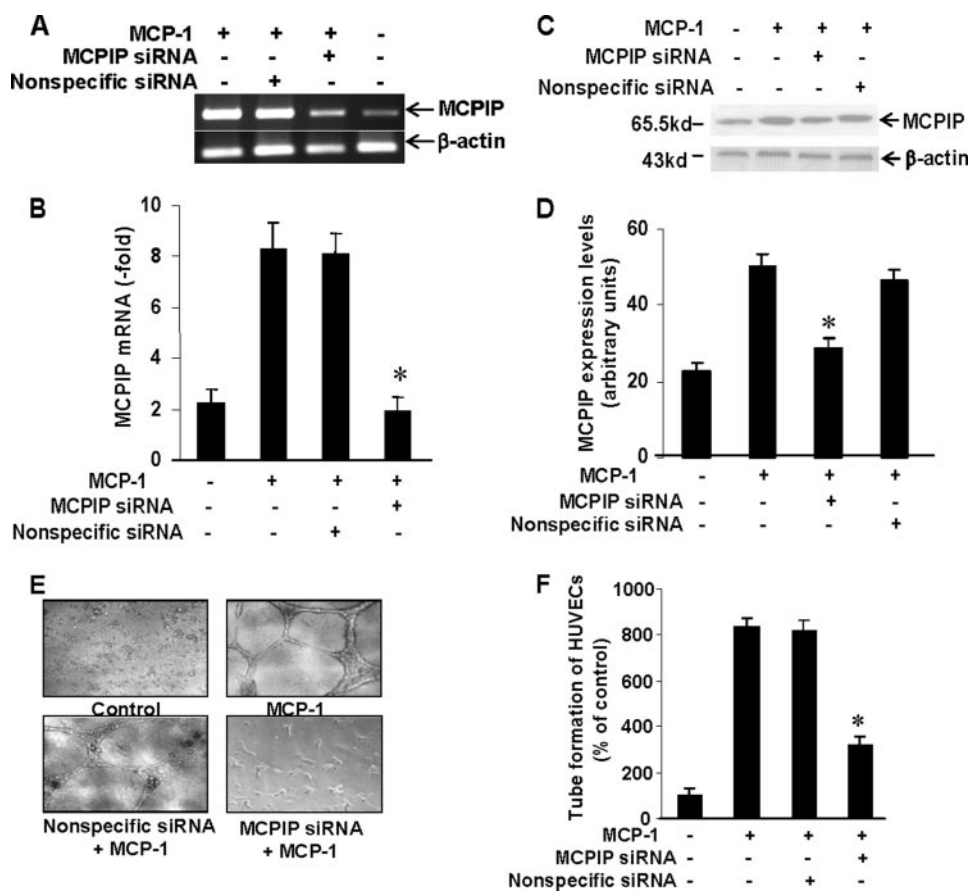 A
MCP-1 + + + -
MCPIP siRNA - - + -
Nonspecific siRNA - + - -
MCPIP
β-actin
B
MCPIP mRNA (-fold)
10
8
6
4
2
0
*
MCP-1 - + + +
MCPIP siRNA - - - +
Nonspecific siRNA - - + -
C
MCP-1 - + + +
MCPIP siRNA - - + -
Nonspecific siRNA - - - +
65.5kd
MCPIP
43kd
β-actin
D
MCPIP expression levels
(arbitrary units)
60
40
20
0
*
MCP-1 - + + +
MCPIP siRNA - - + -
Nonspecific siRNA - - - +
E
Control
MCP-1
Nonspecific siRNA
+ MCP-1
MCPIP siRNA
+ MCP-1
F
Tube formation of HUVECs
(% of control)
1000
800
600
400
200
0
*
MCP-1 - + + +
MCPIP siRNA - - - +
Nonspecific siRNA - - + -